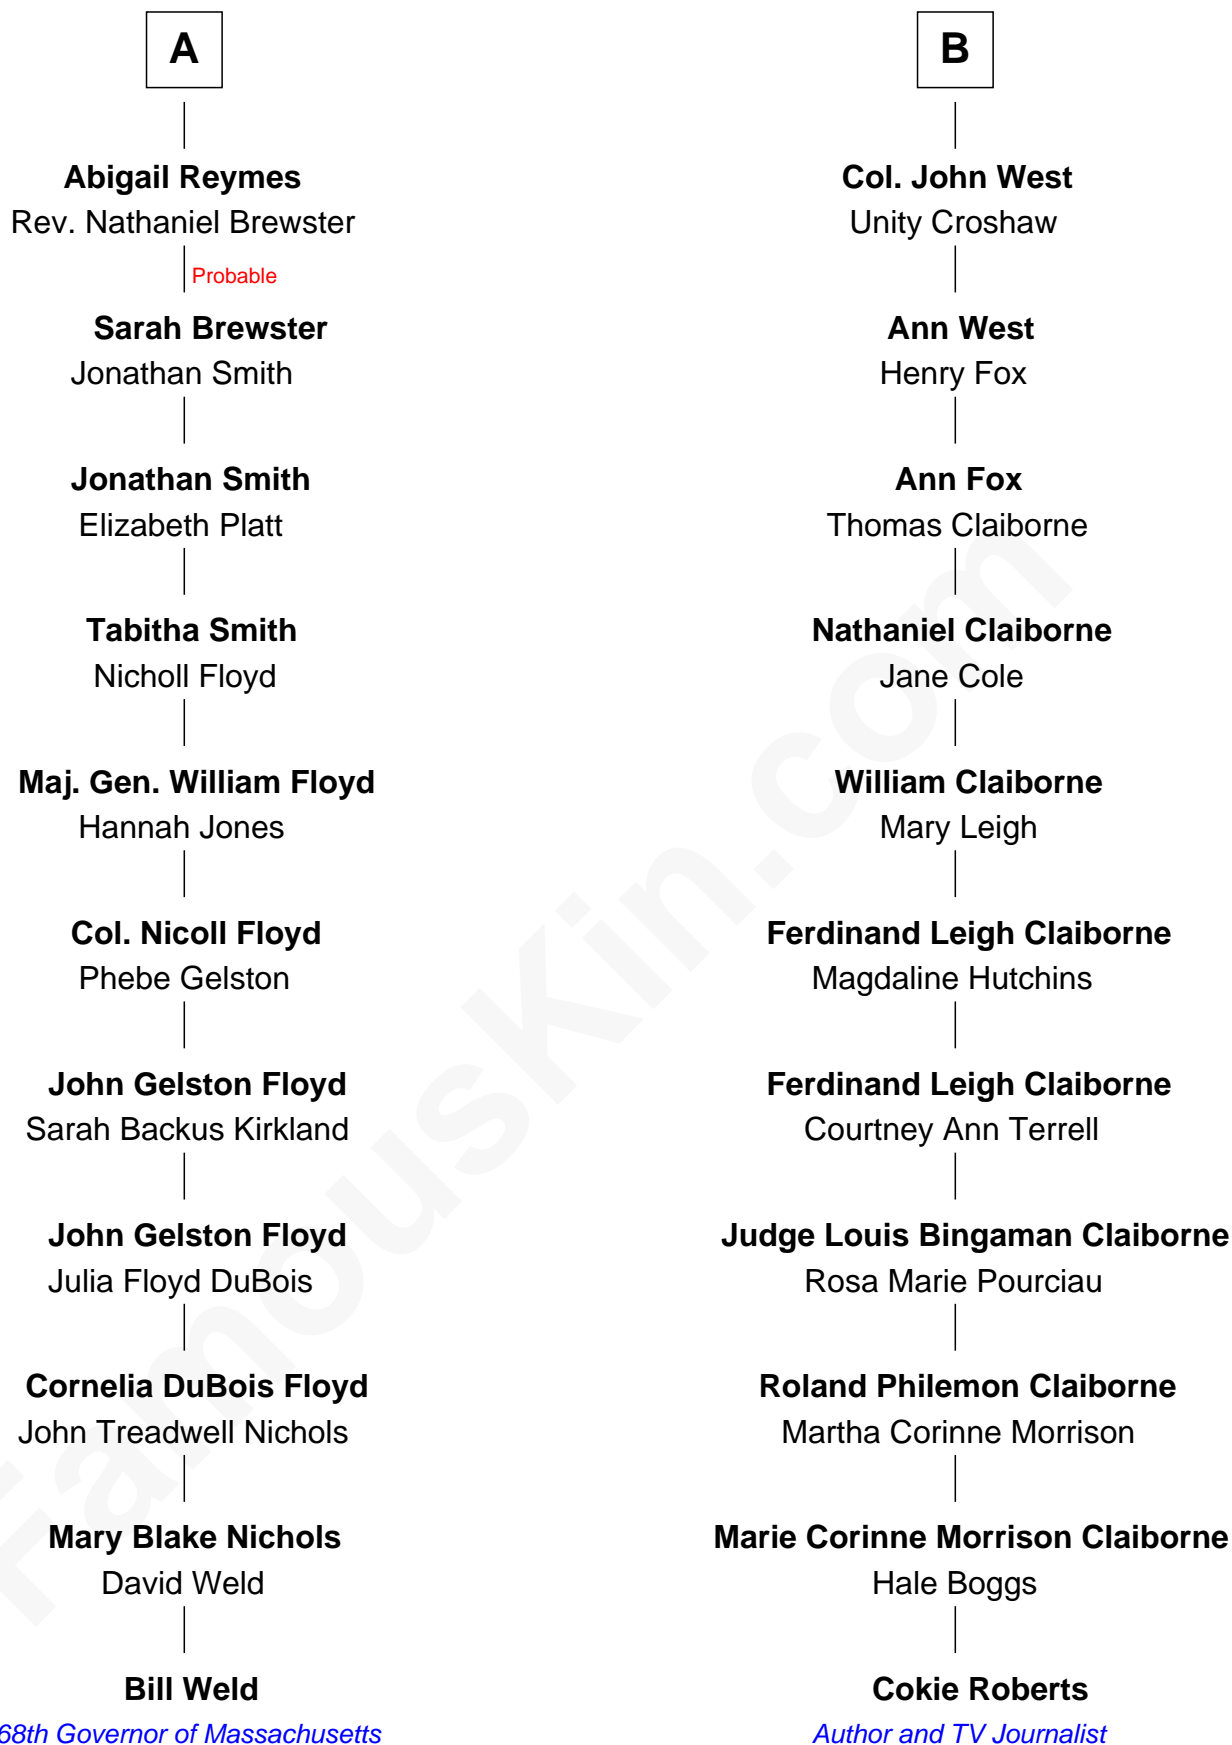 A
Abigail Reymes
Rev. Nathaniel Brewster
Probable
Sarah Brewster
Jonathan Smith
Jonathan Smith
Elizabeth Platt
Tabitha Smith
Nicholl Floyd
Maj. Gen. William Floyd
Hannah Jones
Col. Nicoll Floyd
Phebe Gelston
John Gelston Floyd
Sarah Backus Kirkland
John Gelston Floyd
Julia Floyd DuBois
Cornelia DuBois Floyd
John Treadwell Nichols
Mary Blake Nichols
David Weld
Bill Weld
68th Governor of Massachusetts
B
Col. John West
Unity Croshaw
Ann West
Henry Fox
Ann Fox
Thomas Claiborne
Nathaniel Claiborne
Jane Cole
William Claiborne
Mary Leigh
Ferdinand Leigh Claiborne
Magdaline Hutchins
Ferdinand Leigh Claiborne
Courtney Ann Terrell
Judge Louis Bingaman Claiborne
Rosa Marie Pourciau
Roland Philemon Claiborne
Martha Corinne Morrison
Marie Corinne Morrison Claiborne
Hale Boggs
Cokie Roberts
Author and TV Journalist
FamousKin.com